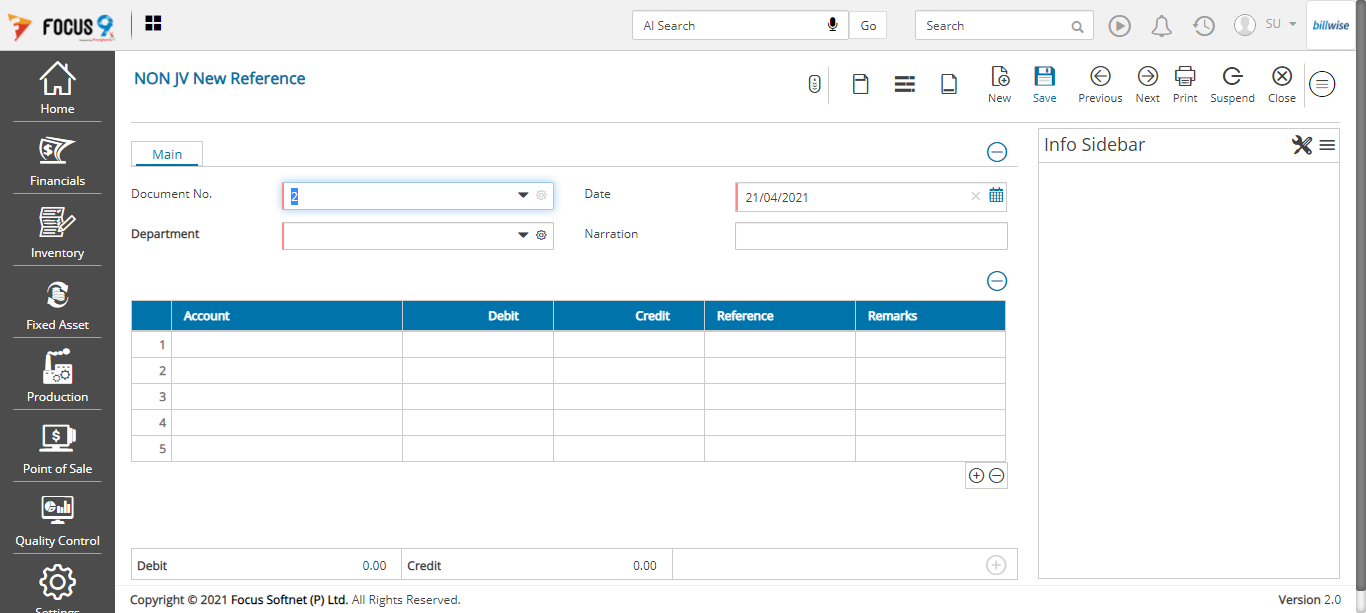 FOCUS 9
AI Search
Go
Search
SU
billwise
Home
Financials
Inventory
Fixed Asset
Production
Point of Sale
Quality Control
Settings
NON JV New Reference
New
Save
Previous
Next
Print
Suspend
Close
Main
Document No.
2
Date
21/04/2021
Department
Narration
Account Debit Credit Reference Remarks
1
2
3
4
5
Debit 0.00 Credit 0.00
Info Sidebar
Copyright © 2021 Focus Softnet (P) Ltd. All Rights Reserved.
Version 2.0